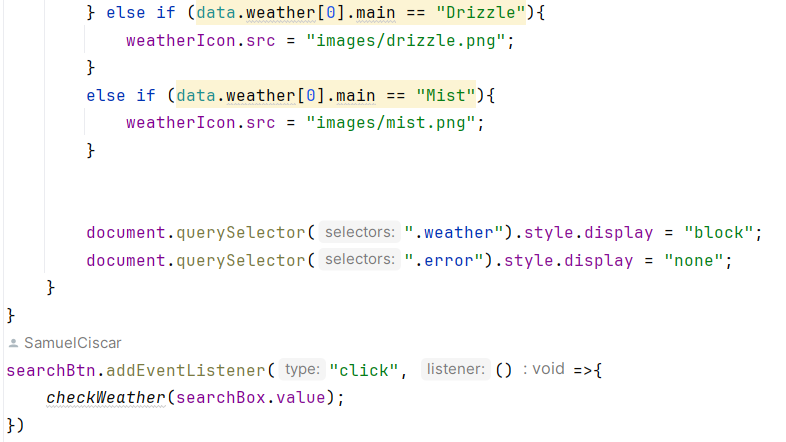 } else if (data.weather[0].main == "Drizzle"){
weatherIcon.src = "images/drizzle.png";
}
else if (data.weather[0].main == "Mist"){
weatherIcon.src = "images/mist.png";
}
document.querySelector( selectors: ".weather").style.display = "block";
document.querySelector( selectors: ".error").style.display = "none";
}
}
SamuelCiscar
searchBtn.addEventListener( type: "click", listener: () : void =>{
checkWeather(searchBox.value);
})